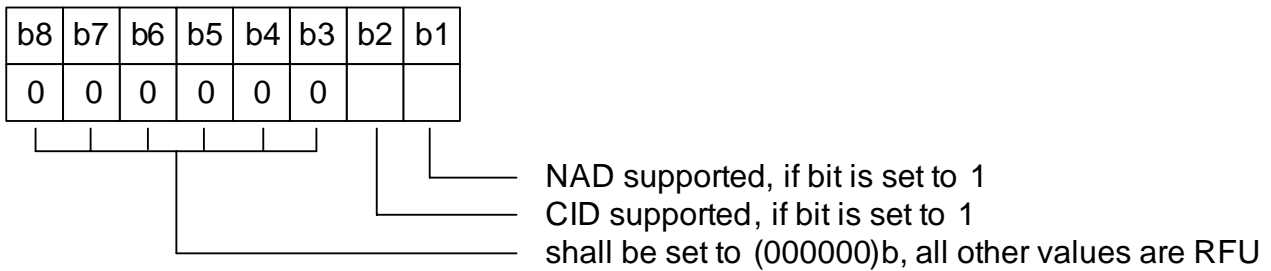 b8 b7 b6 b5 b4 b3 b2 b1
0 0 0 0 0 0
NAD supported, if bit is set to 1
CID supported, if bit is set to 1
shall be set to (000000)b, all other values are RFU